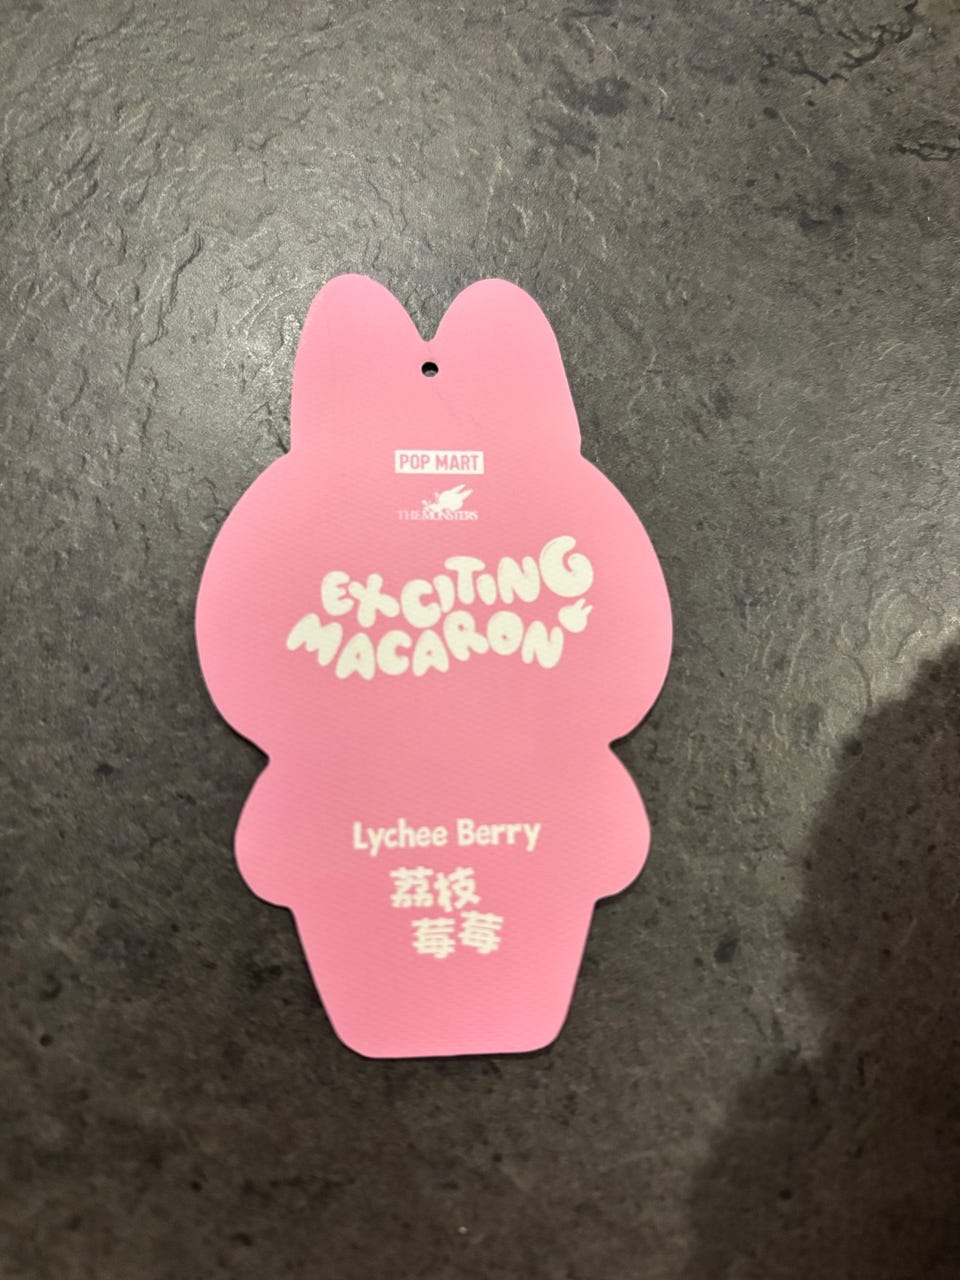 POP MART
THE MONSTERS
EXCITING
MACARON
Lychee Berry
荔枝
莓莓